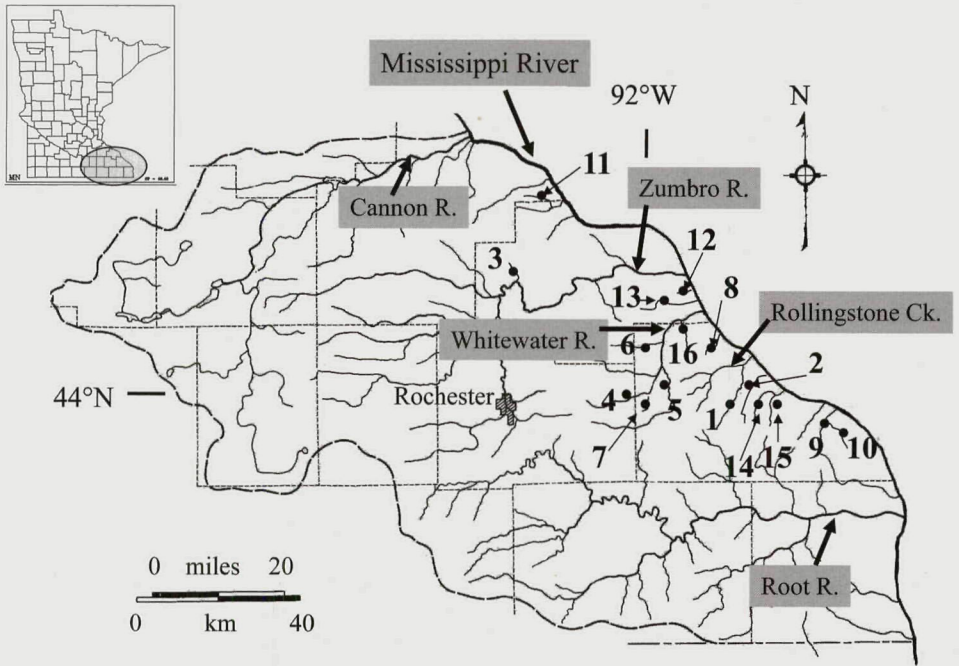 Mississippi River
92°W
N
11
Zumbro R.
Cannon R.
12
3
13
8
Rollingstone Ck.
Whitewater R.
6
16
2
44°N
Rochester
4
5
1
7
14
15
9
10
0 miles 20
0 km 40
Root R.
MN